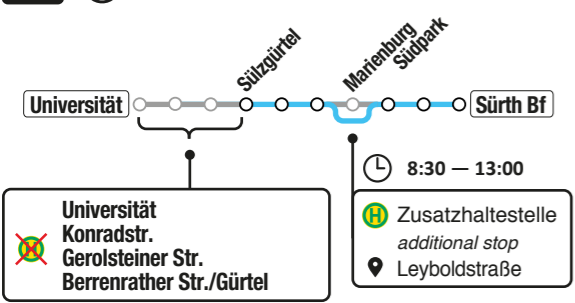 Sülzgürtel
Marienburg
Südpark
Universität
Sürth Bf
8:30 — 13:00
Universität
Konradstr.
Gerolsteiner Str.
Berrenrather Str./Gürtel
H
H
Zusatzhaltestelle
additional stop
Leyboldstraße